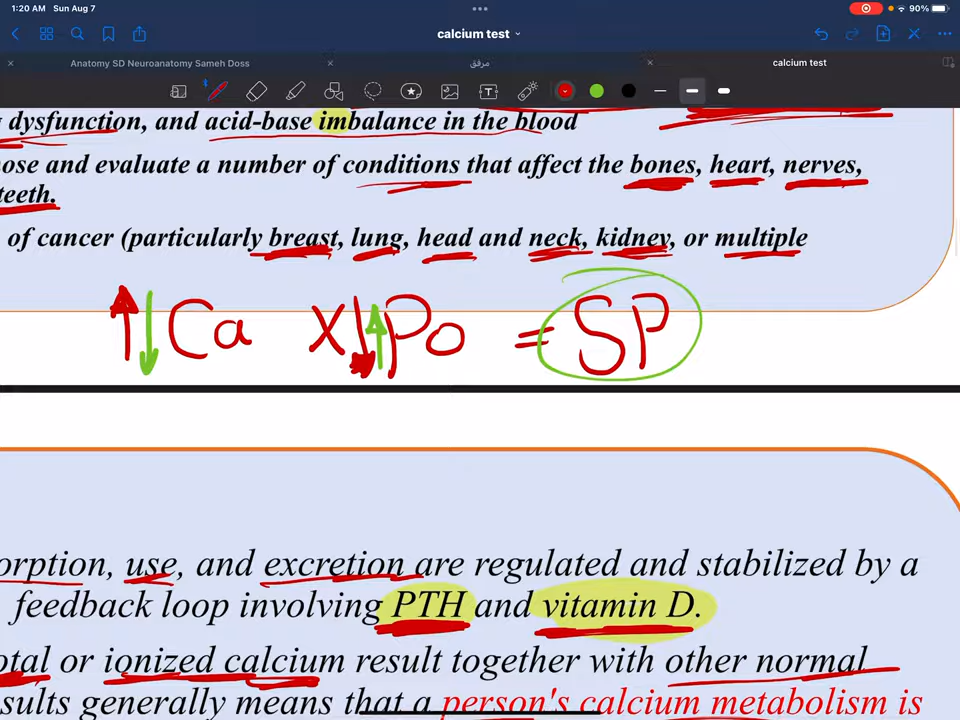 1:20 AM Sun Aug 7
90%
calcium test
Anatomy SD Neuroanatomy Sameh Doss
مرفق
calcium test
dysfunction, and acid-base imbalance in the blood
ose and evaluate a number of conditions that affect the bones, heart, nerves,
teeth.
of cancer (particularly breast, lung, head and neck, kidney, or multiple
↑↓Ca X↓↑Po = SP
orption, use, and excretion are regulated and stabilized by a
feedback loop involving PTH and vitamin D.
otal or ionized calcium result together with other normal
sults generally means that a person's calcium metabolism is